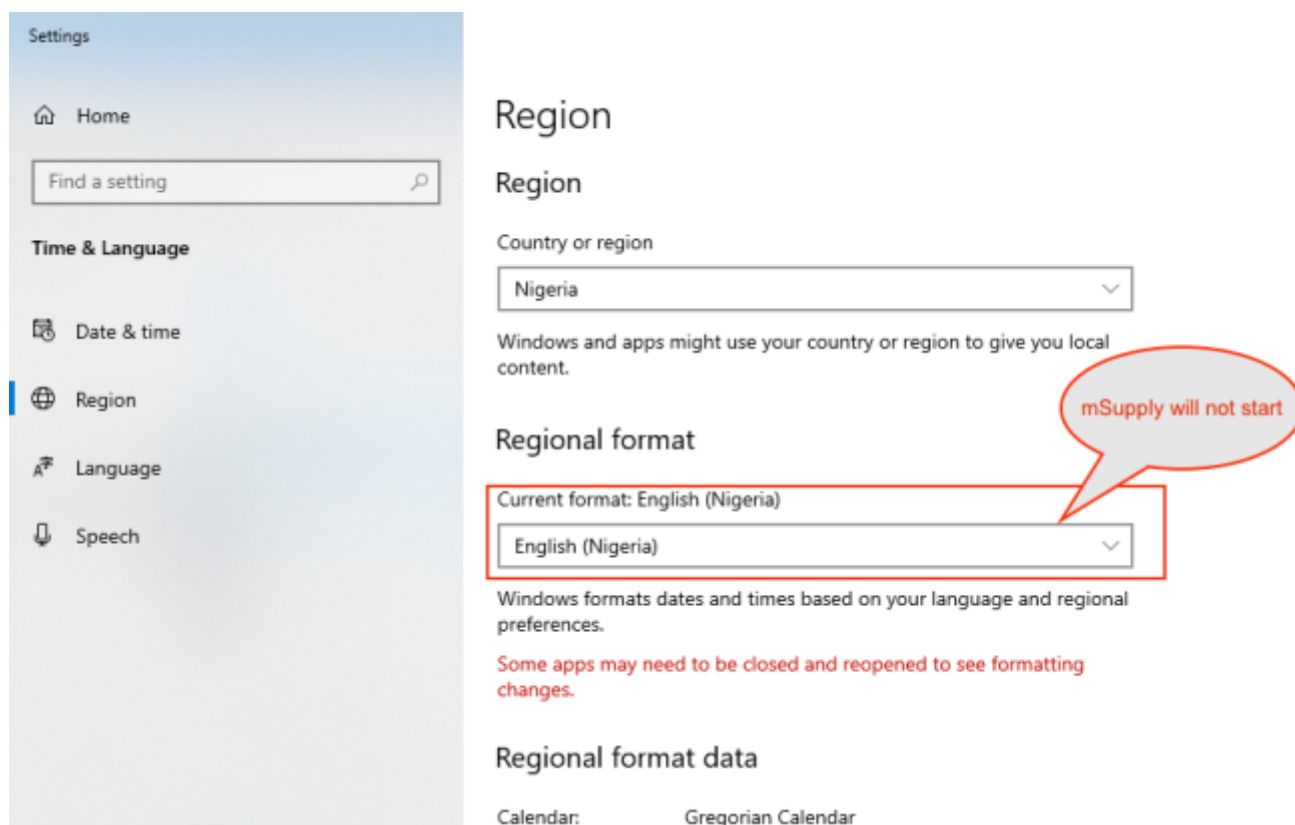 Settings
Home
Find a setting
Time & Language
Date & time
Region
Language
Speech
Region
Region
Country or region
Nigeria
Windows and apps might use your country or region to give you local
content.
mSupply will not start
Regional format
Current format: English (Nigeria)
English (Nigeria)
Windows formats dates and times based on your language and regional
preferences.
Some apps may need to be closed and reopened to see formatting
changes.
Regional format data
Calendar: Gregorian Calendar